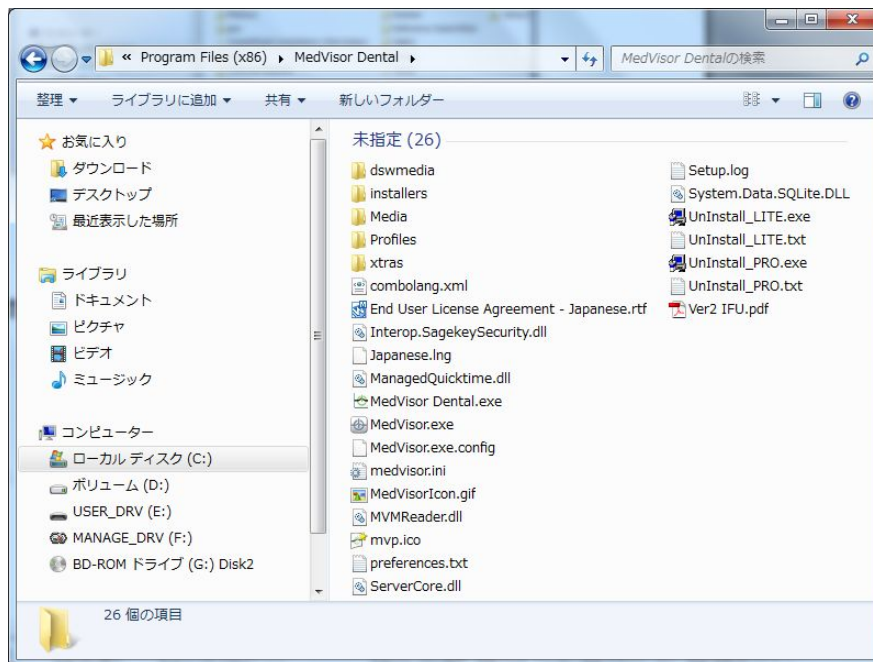 « Program Files (x86) ▸ MedVisor Dental ▸
MedVisor Dentalの検索
整理 ▼ ライブラリに追加 ▼ 共有 ▼ 新しいフォルダー
お気に入り
ダウンロード
デスクトップ
最近表示した場所
ライブラリ
ドキュメント
ピクチャ
ビデオ
ミュージック
コンピューター
ローカル ディスク (C:)
ボリューム (D:)
USER_DRV (E:)
MANAGE_DRV (F:)
BD-ROM ドライブ (G:) Disk2
未指定 (26)
dswmedia
installers
Media
Profiles
xtras
combolang.xml
End User License Agreement - Japanese.rtf
Interop.SagekeySecurity.dll
Japanese.lng
ManagedQuicktime.dll
MedVisor Dental.exe
MedVisor.exe
MedVisor.exe.config
medvisor.ini
MedVisorIcon.gif
MVMReader.dll
mvp.ico
preferences.txt
ServerCore.dll
Setup.log
System.Data.SQLite.DLL
UnInstall_LITE.exe
UnInstall_LITE.txt
UnInstall_PRO.exe
UnInstall_PRO.txt
Ver2 IFU.pdf
26 個の項目